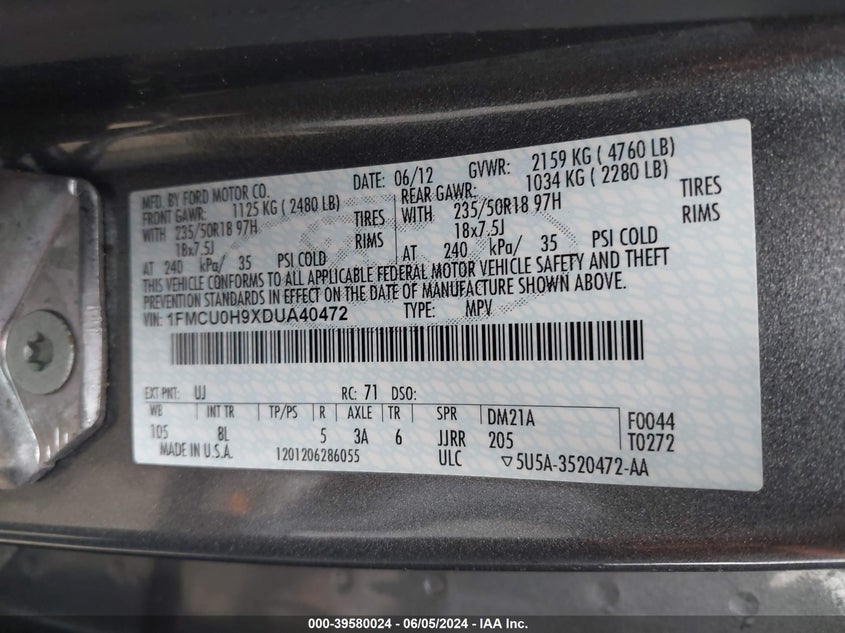 MFD. BY FORD MOTOR CO.
DATE: 06/12 GVWR: 2159 KG ( 4760 LB)
FRONT GAWR: 1125 KG ( 2480 LB) REAR GAWR: 1034 KG ( 2280 LB)
WITH 235/50R18 97H TIRES WITH 235/50R18 97H TIRES
18x7.5J RIMS 18x7.5J RIMS
AT 240 kPa/ 35 PSI COLD AT 240 kPa/ 35 PSI COLD
THIS VEHICLE CONFORMS TO ALL APPLICABLE FEDERAL MOTOR VEHICLE SAFETY AND THEFT
PREVENTION STANDARDS IN EFFECT ON THE DATE OF MANUFACTURE SHOWN ABOVE.
VIN: 1FMCU0H9XDUA40472 TYPE: MPV
EXT PNT: UJ RC: 71 DSO:
WB INT TR TP/PS R AXLE TR SPR DM21A F0044
105 8L 5 3A 6 JJRR 205 T0272
MADE IN U.S.A. 1201206286055 ULC ▽5U5A-3520472-AA
000-39580024 - 06/05/2024 - IAA Inc.